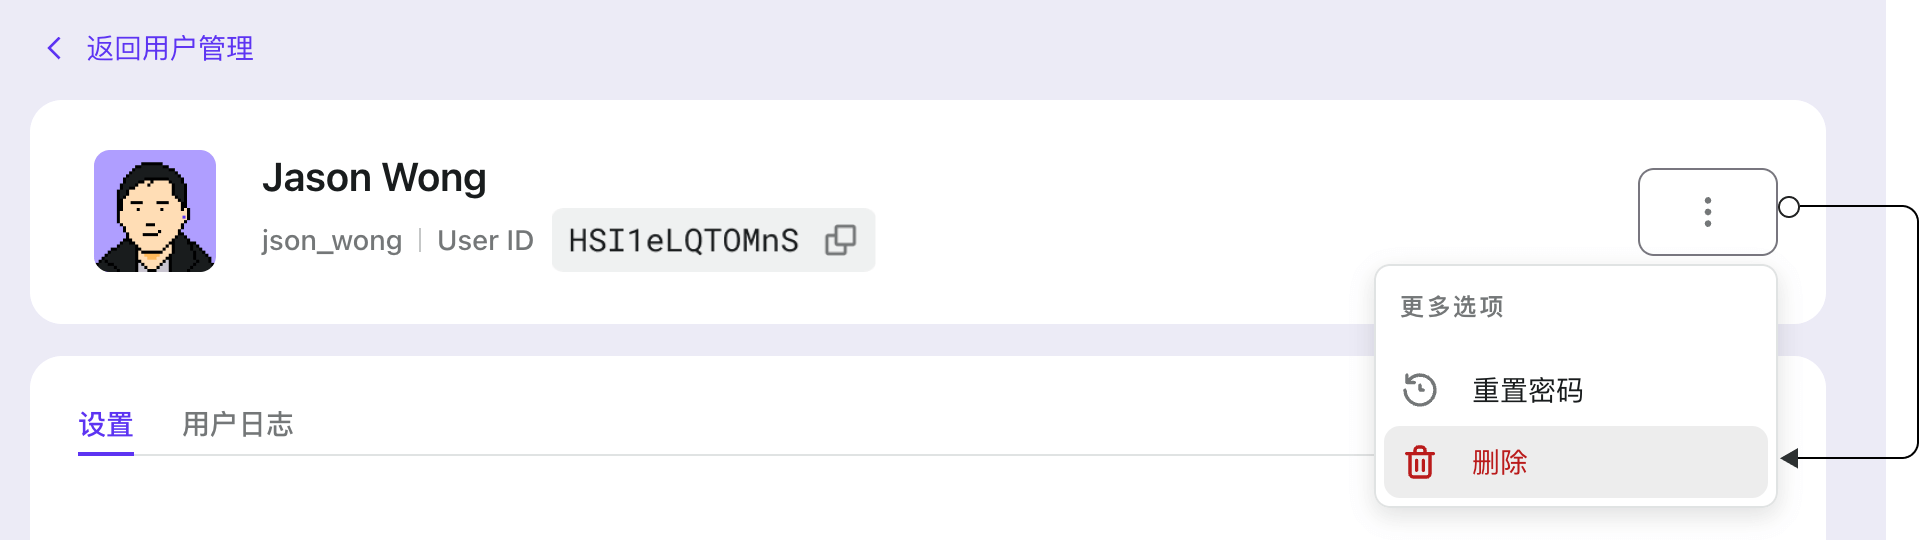 返回用户管理
Jason Wong
json_wong User ID HSI1eLQTOMnS
更多选项
重置密码
删除
设置 用户日志